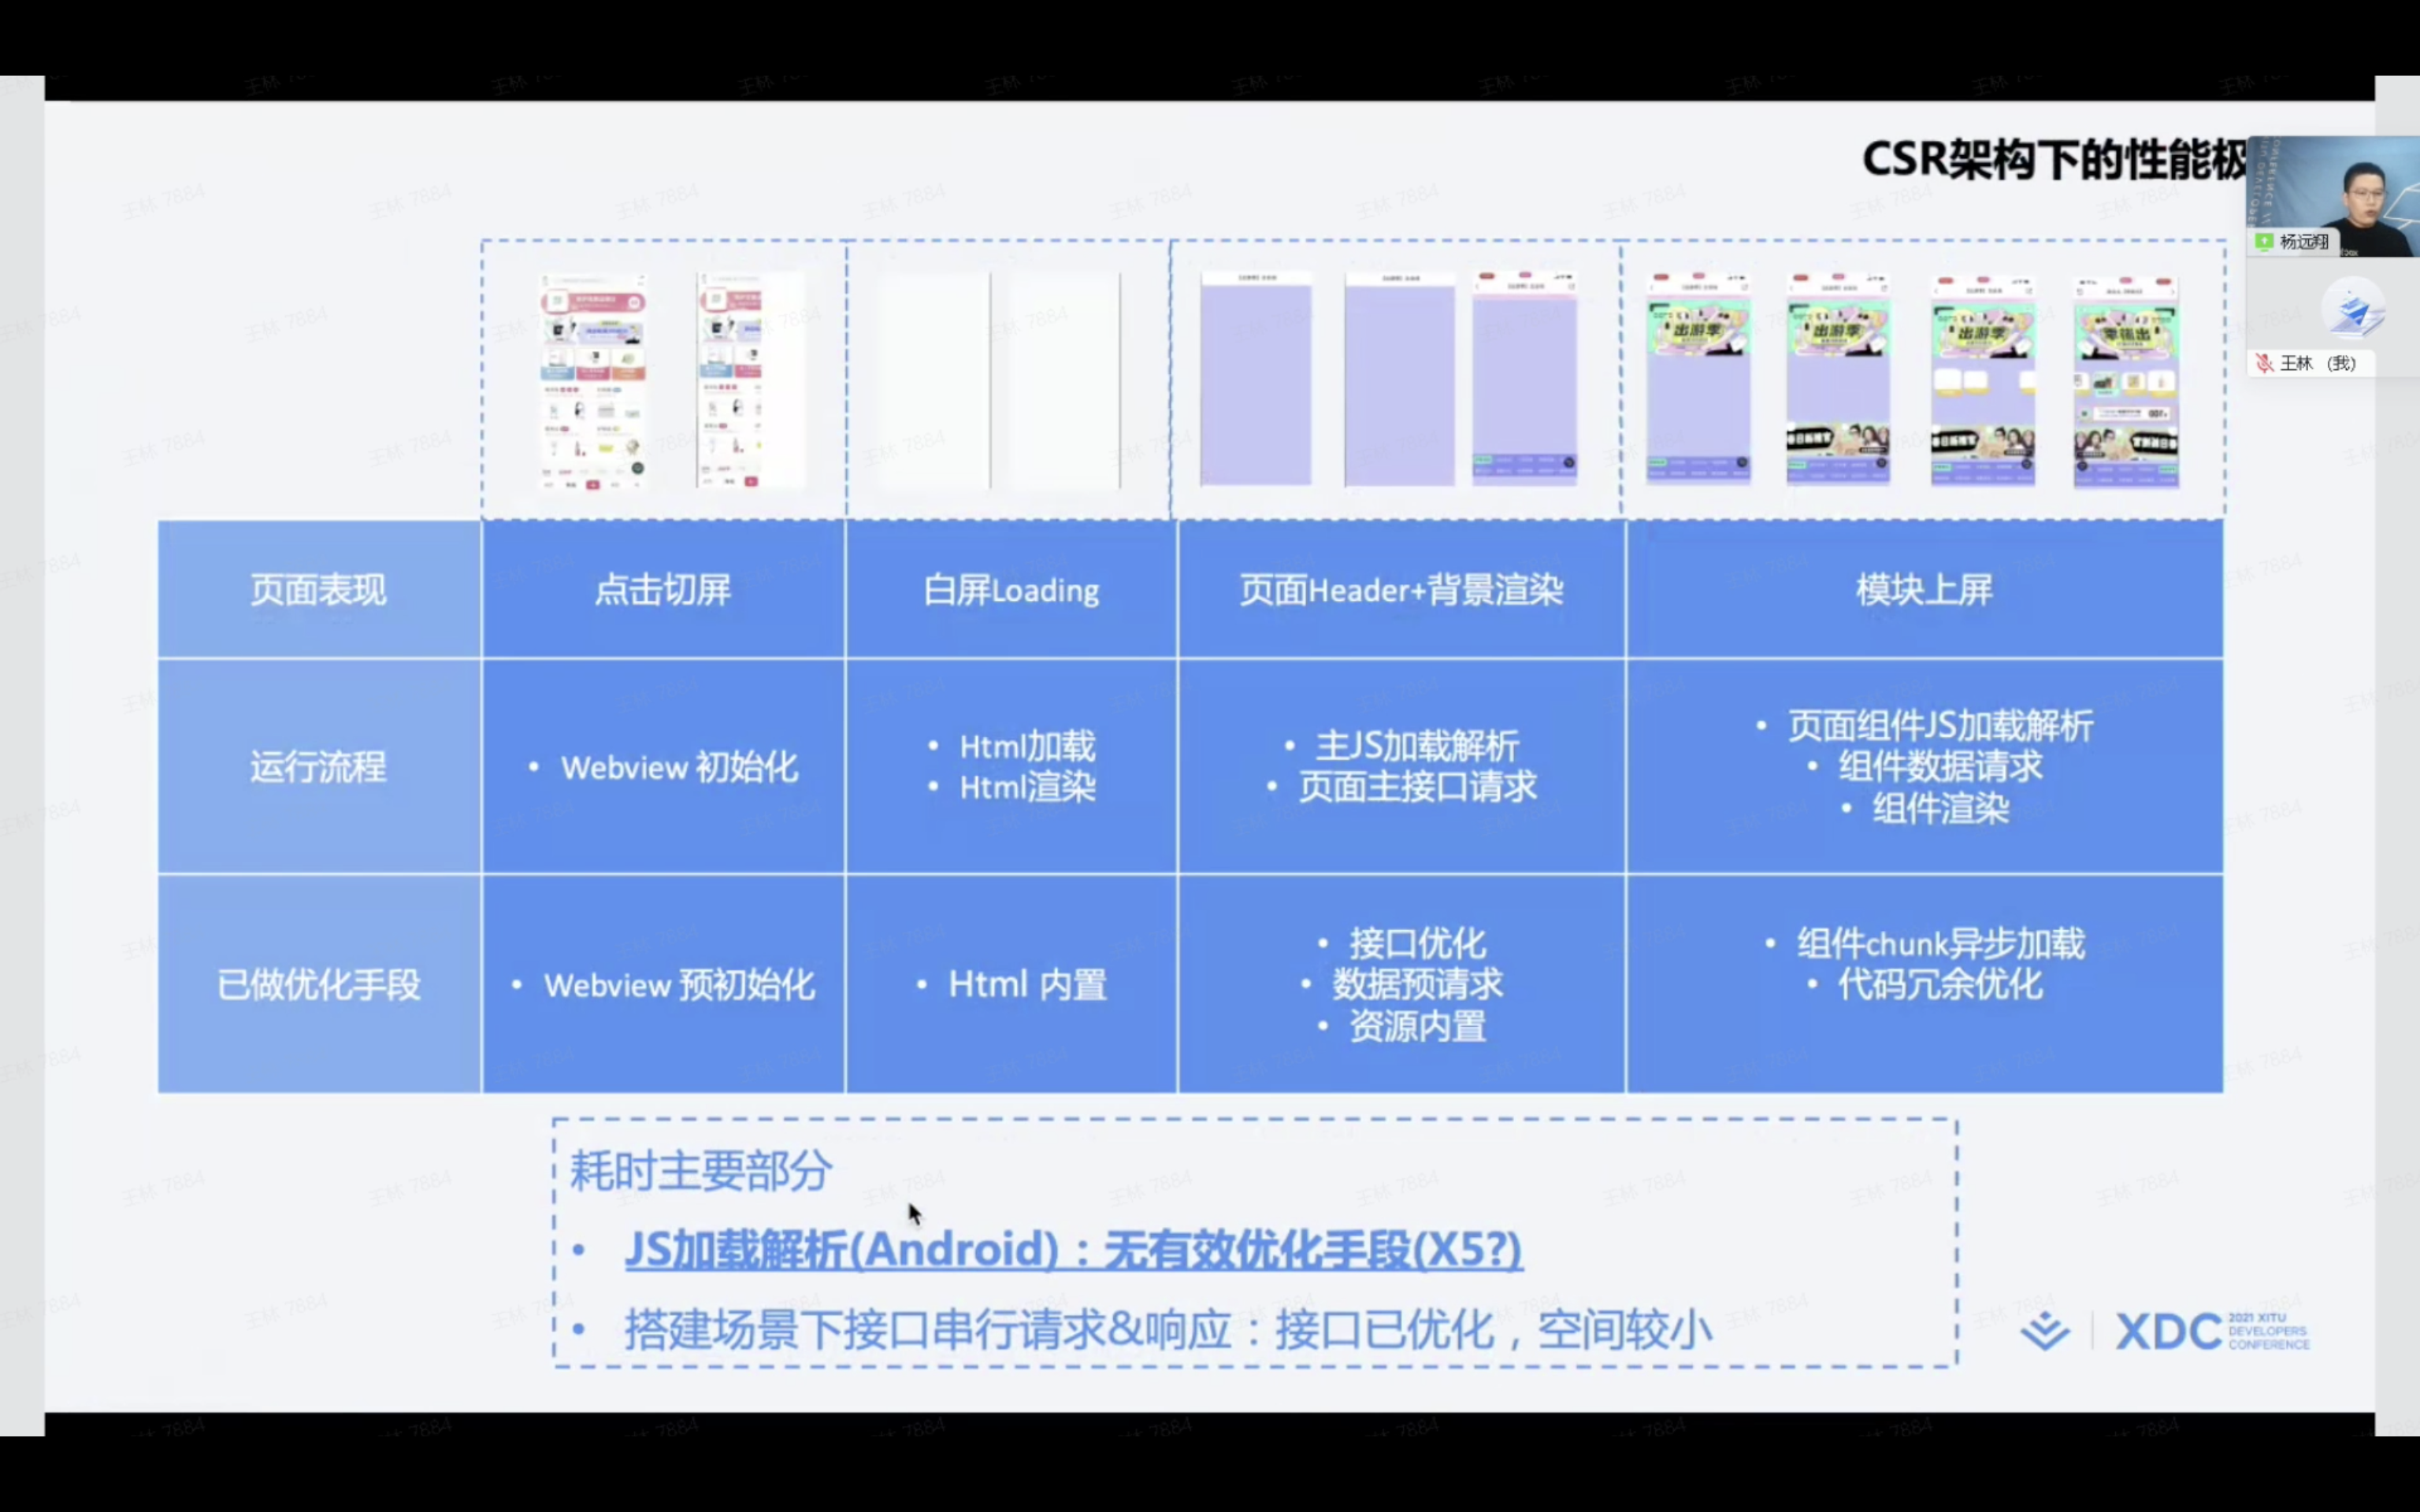 CSR架构下的性能极
杨远翔
王林 (我)
出游季
出游季
出游季
页面表现
点击切屏
白屏Loading
页面Header+背景渲染
模块上屏
运行流程
• Webview 初始化
• Html加载
• Html渲染
• 主JS加载解析
• 页面主接口请求
• 页面组件JS加载解析
• 组件数据请求
• 组件渲染
已做优化手段
• Webview 预初始化
• Html 内置
• 接口优化
• 数据预请求
• 资源内置
• 组件chunk异步加载
• 代码冗余优化
耗时主要部分
• JS加载解析(Android)：无有效优化手段(X5?)
• 搭建场景下接口串行请求&响应：接口已优化，空间较小
XDC
2021 XITU
DEVELOPERS
CONFERENCE
王林 7884